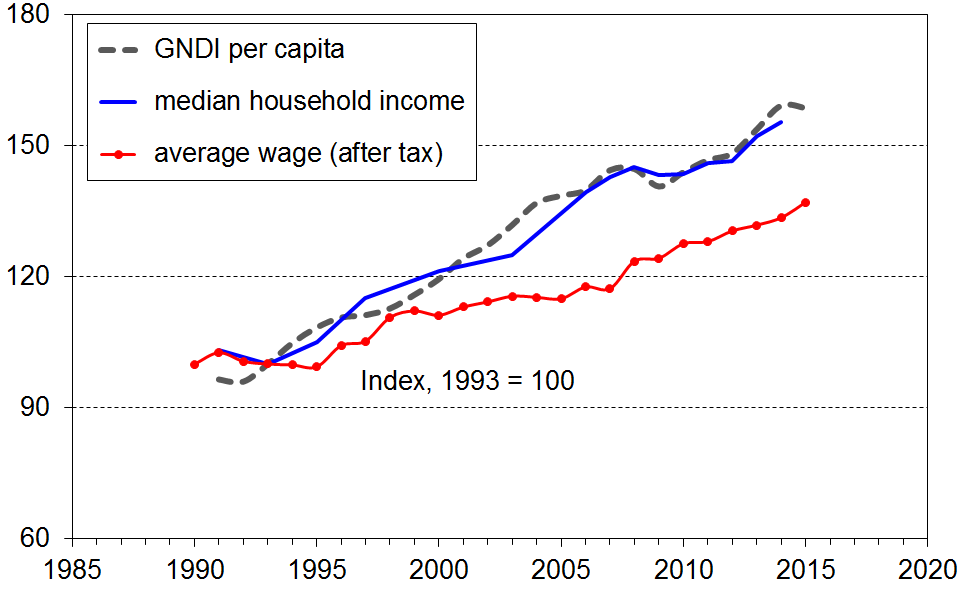 180
GNDI per capita
median household income
average wage (after tax)
150
120
Index, 1993 = 100
90
60
1985 1990 1995 2000 2005 2010 2015 2020